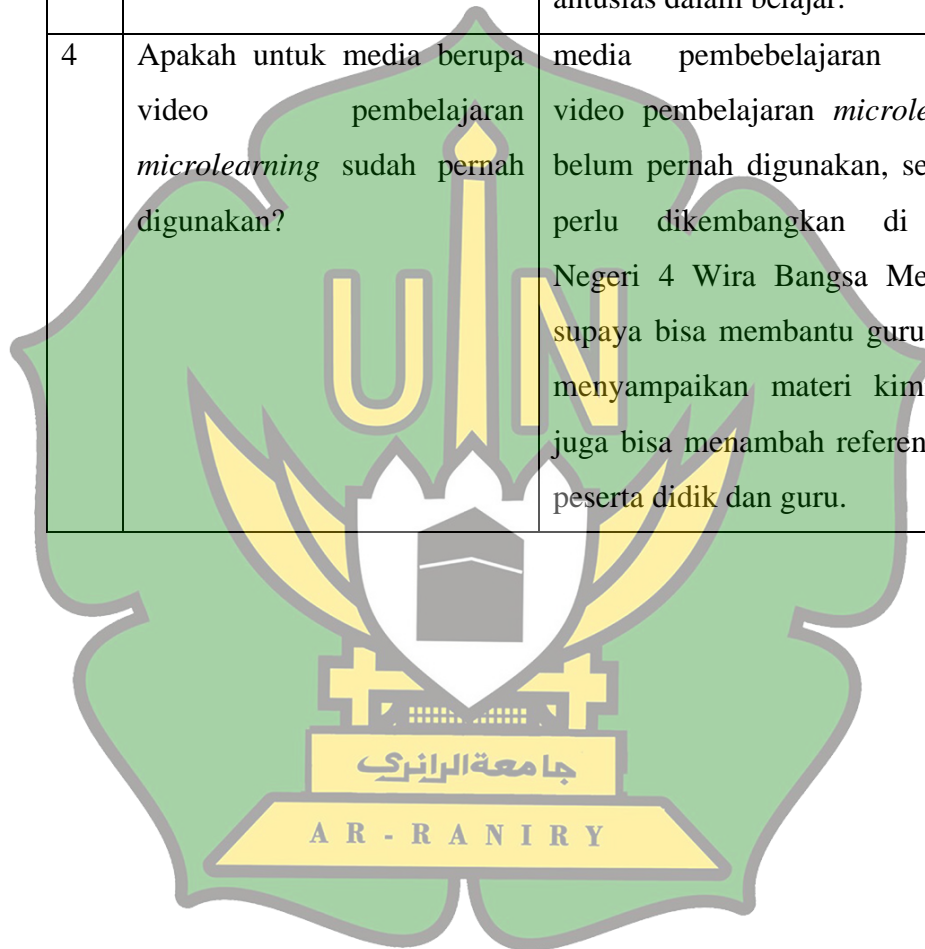 antusias dalam belajar.
4 Apakah untuk media berupa
video pembelajaran
microlearning sudah pernah
digunakan?
media pembebelajaran
video pembelajaran microle
belum pernah digunakan, se
perlu dikembangkan di
Negeri 4 Wira Bangsa Me
supaya bisa membantu guru
menyampaikan materi kim
juga bisa menambah referen
peserta didik dan guru.
UIN
جامعة الرانري
AR-RANIRY